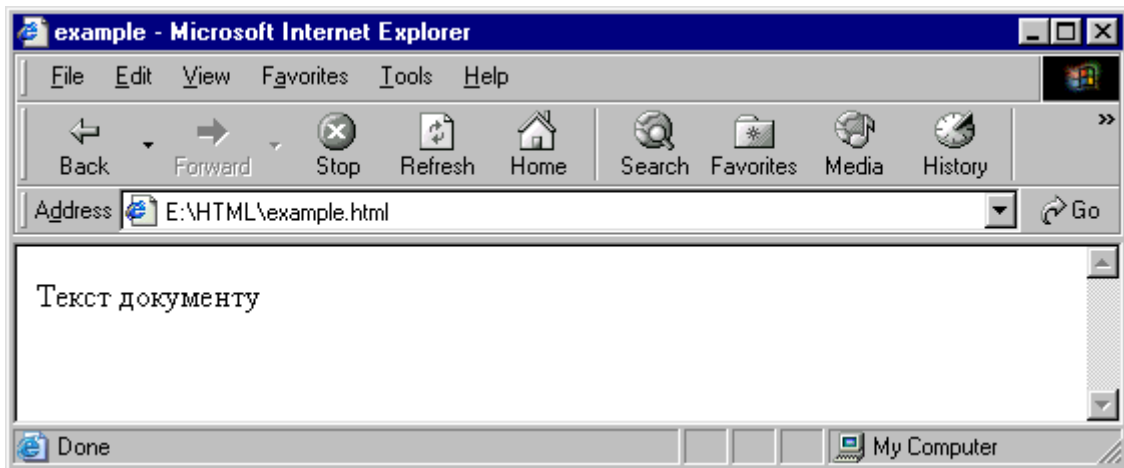 example - Microsoft Internet Explorer
File Edit View Favorites Tools Help
Back Forward Stop Refresh Home Search Favorites Media History »
Address E:\HTML\example.html Go
Текст документу
Done My Computer